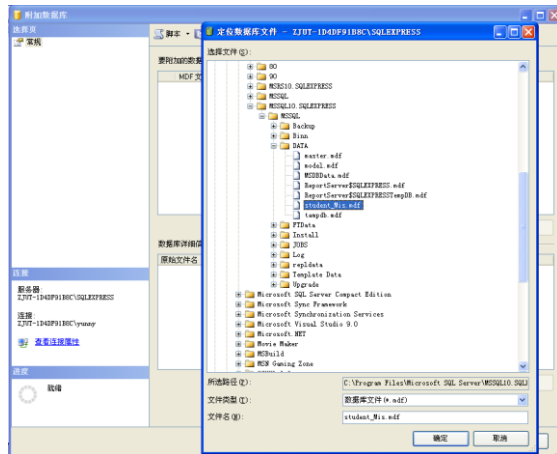 附加数据库
选择页
常规
脚本
要附加的数据
MDF 文
数据库详细信
原始文件名
连接
服务器:
ZJUT-1D4DF91B8C\SQLEXPRESS
连接:
ZJUT-1D4DF91B8C\yunny
查看连接属性
进度
就绪
定位数据库文件 - ZJUT-1D4DF91B8C\SQLEXPRESS
选择文件(S):
80
90
MSRS10.SQLEXPRESS
MSSQL
MSSQL10.SQLEXPRESS
MSSQL
Backup
Binn
DATA
master.mdf
model.mdf
MSDBData.mdf
ReportServer$SQLEXPRESS.mdf
ReportServer$SQLEXPRESSTempDB.mdf
student_Mis.mdf
tempdb.mdf
FTData
Install
JOBS
Log
repldata
Template Data
Upgrade
Microsoft SQL Server Compact Edition
Microsoft Sync Framework
Microsoft Synchronization Services
Microsoft Visual Studio 9.0
Microsoft.NET
Movie Maker
MSBuild
MSN Gaming Zone
所选路径(P):
C:\Program Files\Microsoft SQL Server\MSSQL10.SQLE
文件类型(T):
数据库文件(*.mdf)
文件名(N):
student_Mis.mdf
确定
取消